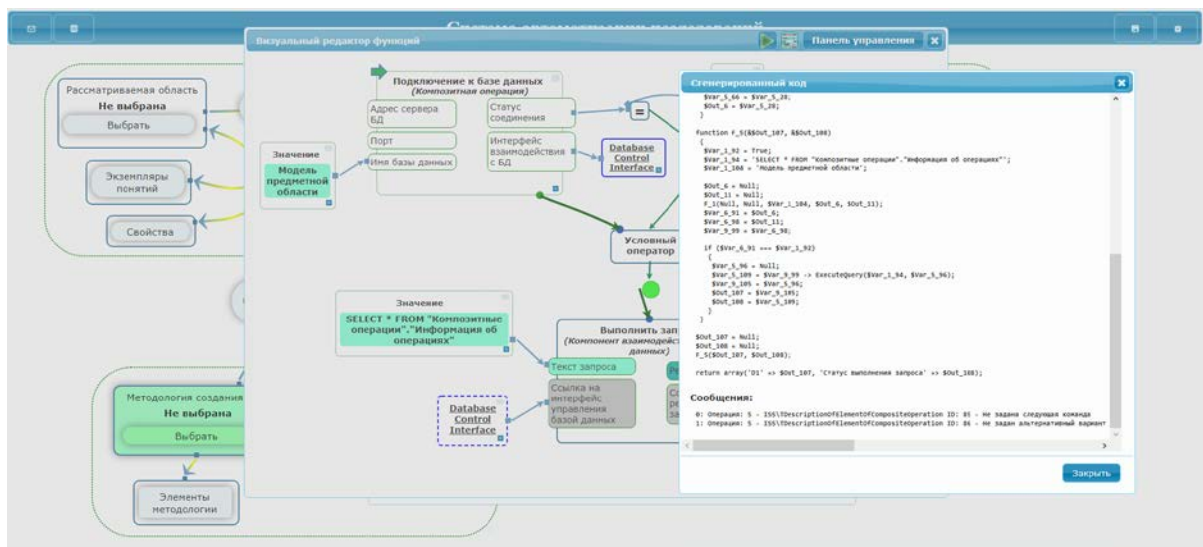 Система автоматизации исследований
Визуальный редактор функций
Панель управления
Рассматриваемая область
Не выбрана
Выбрать
Экземпляры
понятий
Свойства
Методология создания
Не выбрана
Выбрать
Элементы
методологии
Подключение к базе данных
(Композитная операция)
Адрес сервера
БД
Порт
Имя базы данных
Статус
соединения
Интерфейс
взаимодействия
с БД
=
Database
Control
Interface
Значение
Модель
предметной
области
Условный
оператор
Значение
SELECT * FROM "Композитные
операции"."Информация об
операциях"
Выполнить зап
(Компонент взаимодейс
данных)
Текст запроса
Ссылка на
интерфейс
управления
базой данных
Database
Control
Interface
Сгенерированный код
$Var_5_66 = $Var_5_28;
$Out_6 = $Var_5_28;
}
function F_5(&$Out_107, &$Out_108)
{
$Var_1_92 = True;
$Var_1_94 = 'SELECT * FROM "Композитные операции"."Информация об операциях"';
$Var_1_104 = 'Модель предметной области';
$Out_6 = Null;
$Out_11 = Null;
F_1(Null, Null, $Var_1_104, $Out_6, $Out_11);
$Var_6_91 = $Out_6;
$Var_6_98 = $Out_11;
$Var_9_99 = $Var_6_98;
if ($Var_6_91 === $Var_1_92)
{
$Var_5_96 = Null;
$Var_5_109 = $Var_9_99 -> ExecuteQuery($Var_1_94, $Var_5_96);
$Var_9_105 = $Var_5_96;
$Out_107 = $Var_9_105;
$Out_108 = $Var_5_109;
}
}
$Out_107 = Null;
$Out_108 = Null;
F_5($Out_107, $Out_108);
return array('D1' => $Out_107, 'Статус выполнения запроса' => $Out_108);
Сообщения:
0: Операция: 5 - ISS\TDescriptionOfElementOfCompositeOperation ID: 85 - Не задана следующая команда
1: Операция: 5 - ISS\TDescriptionOfElementOfCompositeOperation ID: 86 - Не задан альтернативный вариант
Закрыть